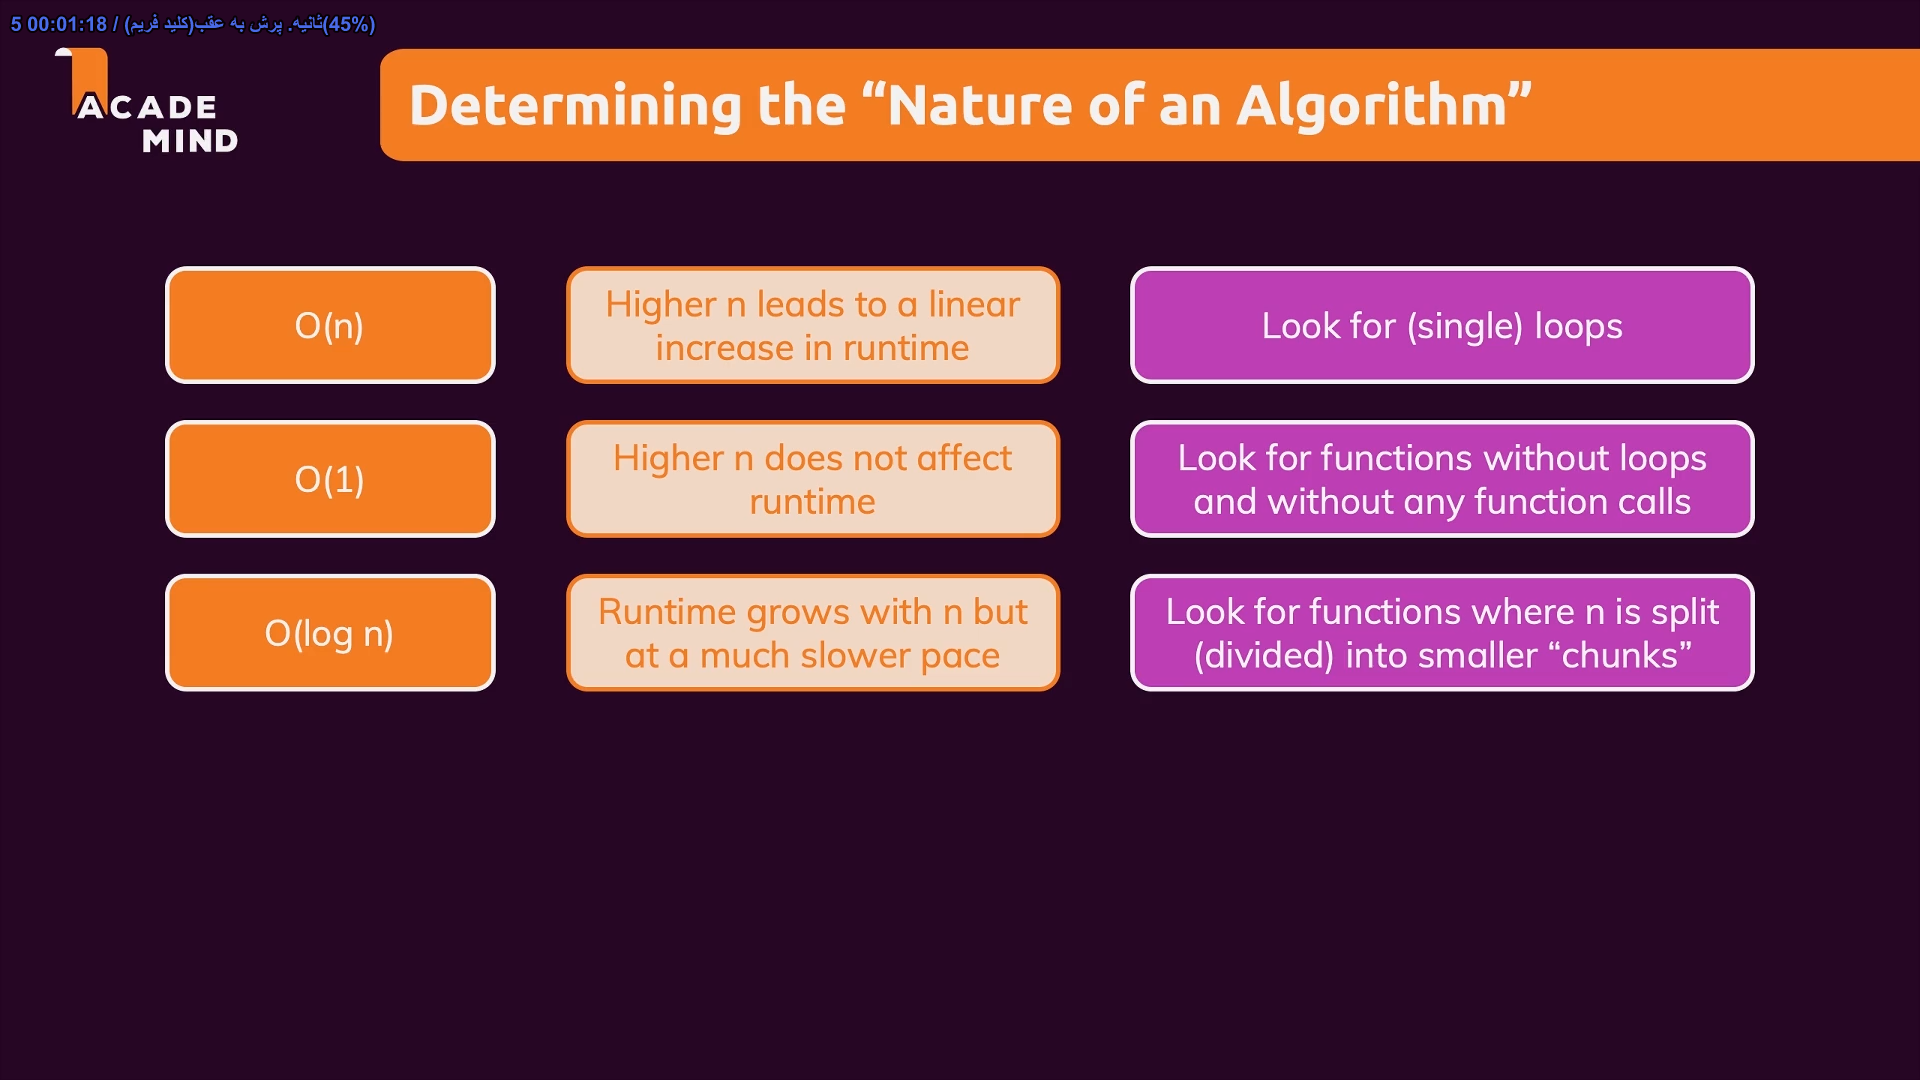 5 00:01:18 / (کلید فریم)ثانیه. پرش به عقب(45%)
ACADE
MIND
Determining the “Nature of an Algorithm”
O(n)
Higher n leads to a linear
increase in runtime
Look for (single) loops
O(1)
Higher n does not affect
runtime
Look for functions without loops
and without any function calls
O(log n)
Runtime grows with n but
at a much slower pace
Look for functions where n is split
(divided) into smaller “chunks”